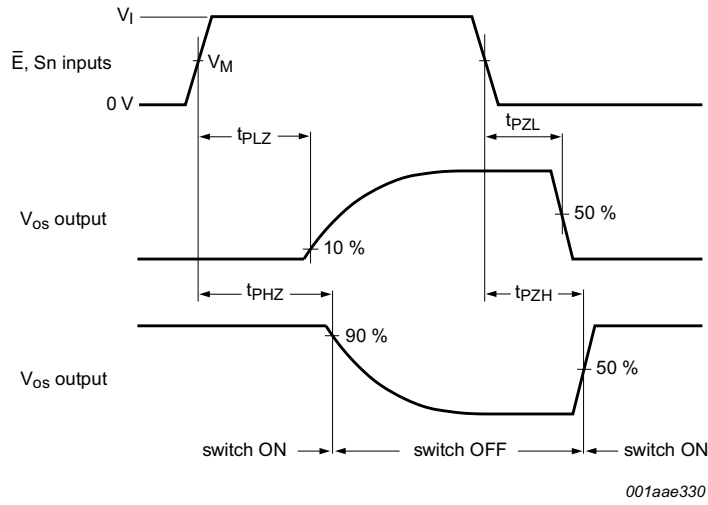 V_I
Ē, Sn inputs
V_M
0 V
t_PLZ
t_PZL
V_os output
50 %
10 %
t_PHZ
t_PZH
90 %
V_os output
50 %
switch ON
switch OFF
switch ON
001aae330